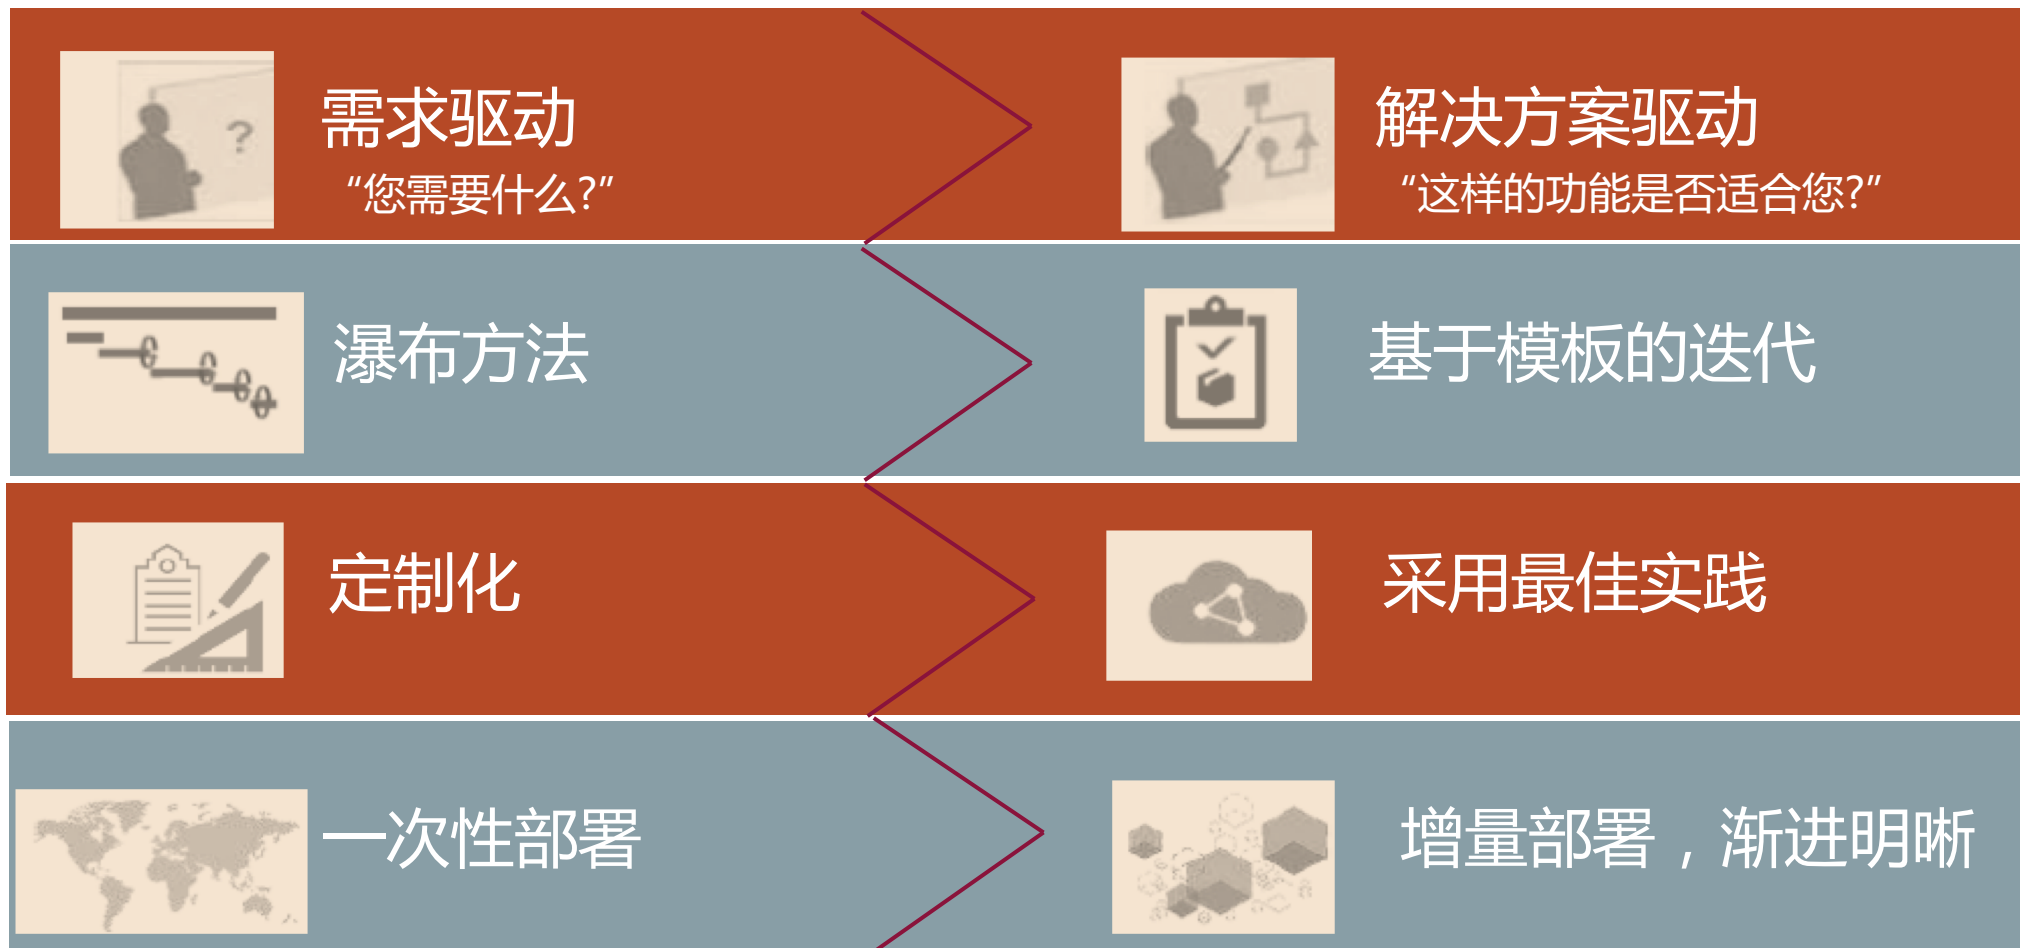 需求驱动
“您需要什么?”
解决方案驱动
“这样的功能是否适合您?”
瀑布方法
基于模板的迭代
定制化
采用最佳实践
一次性部署
增量部署，渐进明晰